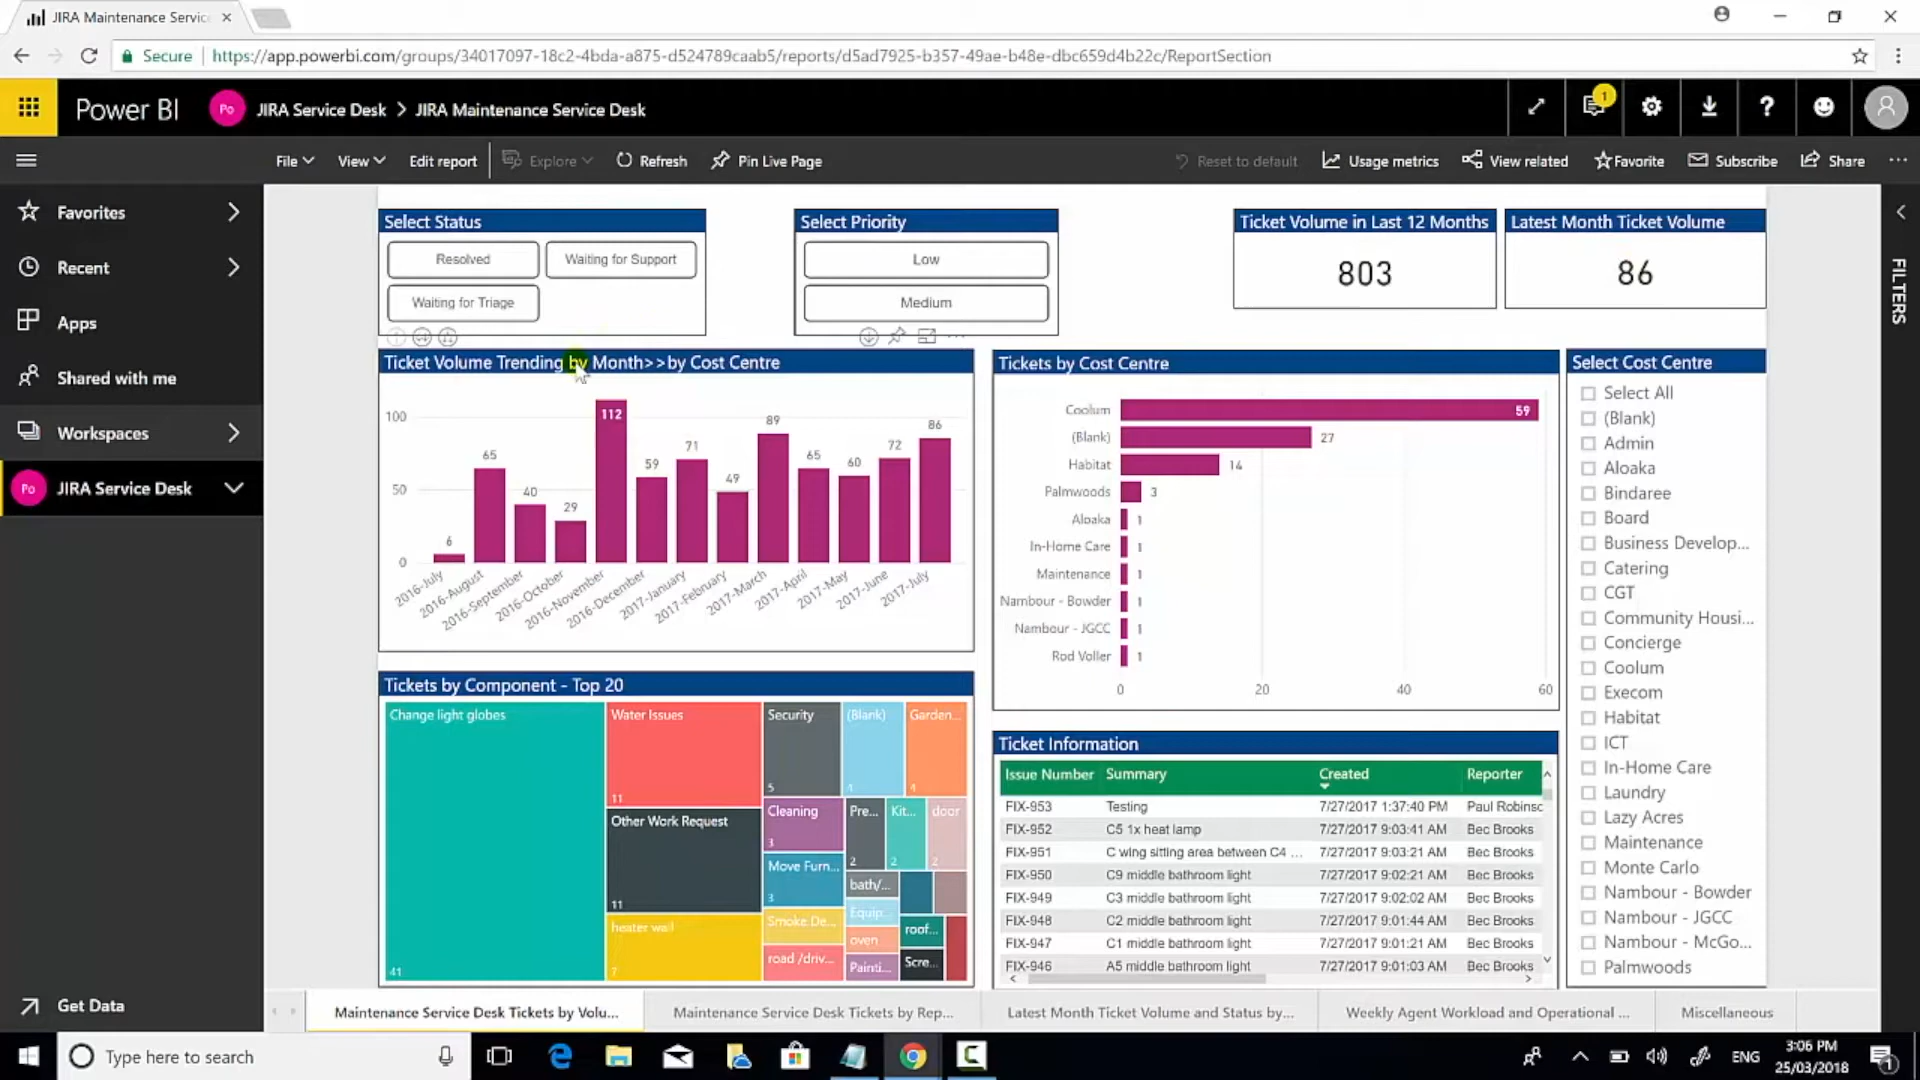 JIRA Maintenance Servic
Secure
https://app.powerbi.com/groups/34017097-18c2-4bda-a875-d524789caab5/reports/d5ad7925-b357-49ae-b48e-dbc659d4b22c/ReportSection
Power BI
Po
JIRA Service Desk > JIRA Maintenance Service Desk
1
?
File
View
Edit report
Explore
Refresh
Pin Live Page
Reset to default
Usage metrics
View related
Favorite
Subscribe
Share
Favorites
Recent
Apps
Shared with me
Workspaces
Po
JIRA Service Desk
Get Data
Select Status
Resolved
Waiting for Support
Waiting for Triage
Select Priority
Low
Medium
Ticket Volume in Last 12 Months
803
Latest Month Ticket Volume
86
FILTERS
Ticket Volume Trending by Month>>by Cost Centre
100
50
0
6
65
40
29
112
59
71
49
89
65
60
72
86
2016-July
2016-August
2016-September
2016-October
2016-November
2016-December
2017-January
2017-February
2017-March
2017-April
2017-May
2017-June
2017-July
Tickets by Cost Centre
Coolum 59
(Blank) 27
Habitat 14
Palmwoods 3
Aloaka 1
In-Home Care 1
Maintenance 1
Nambour - Bowder 1
Nambour - JGCC 1
Rod Voller 1
0 20 40 60
Select Cost Centre
Select All
(Blank)
Admin
Aloaka
Bindaree
Board
Business Develop...
Catering
CGT
Community Housi...
Concierge
Coolum
Execom
Habitat
ICT
In-Home Care
Laundry
Lazy Acres
Maintenance
Monte Carlo
Nambour - Bowder
Nambour - JGCC
Nambour - McGo...
Palmwoods
Tickets by Component - Top 20
Change light globes
41
Water Issues
11
Other Work Request
11
heater wall
7
Security
5
(Blank)
4
Garden...
4
Cleaning
3
Move Furn...
3
Smoke De...
road /driv...
Pre...
2
Kit...
2
door
2
bath/...
Equip...
oven
Painti...
roof...
Scre...
Ticket Information
Issue Number Summary Created Reporter
FIX-953 Testing 7/27/2017 1:37:40 PM Paul Robinsc
FIX-952 C5 1x heat lamp 7/27/2017 9:03:41 AM Bec Brooks
FIX-951 C wing sitting area between C4 ... 7/27/2017 9:03:21 AM Bec Brooks
FIX-950 C9 middle bathroom light 7/27/2017 9:02:21 AM Bec Brooks
FIX-949 C3 middle bathroom light 7/27/2017 9:02:02 AM Bec Brooks
FIX-948 C2 middle bathroom light 7/27/2017 9:01:44 AM Bec Brooks
FIX-947 C1 middle bathroom light 7/27/2017 9:01:21 AM Bec Brooks
FIX-946 A5 middle bathroom light 7/27/2017 9:01:03 AM Bec Brooks
Maintenance Service Desk Tickets by Volu...
Maintenance Service Desk Tickets by Rep...
Latest Month Ticket Volume and Status by...
Weekly Agent Workload and Operational ...
Miscellaneous
Type here to search
ENG
3:06 PM
25/03/2018
1